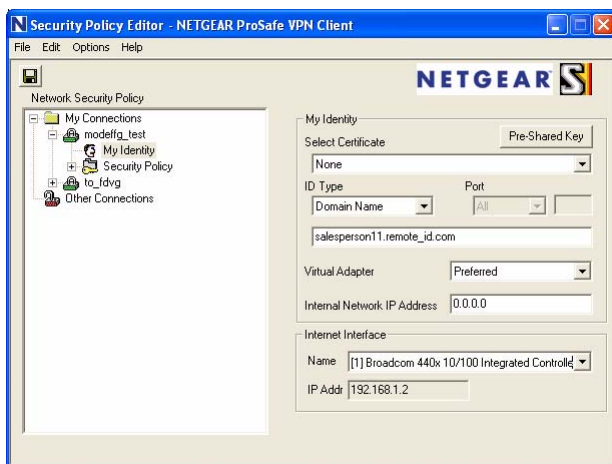 N Security Policy Editor - NETGEAR ProSafe VPN Client
File Edit Options Help
NETGEAR S
Network Security Policy
My Connections
modeffg_test
My Identity
Security Policy
to_fdvg
Other Connections
My Identity
Select Certificate
Pre-Shared Key
None
ID Type
Port
Domain Name
All
salesperson11.remote_id.com
Virtual Adapter
Preferred
Internal Network IP Address
0.0.0.0
Internet Interface
Name
[1] Broadcom 440x 10/100 Integrated Controlle
IP Addr
192.168.1.2